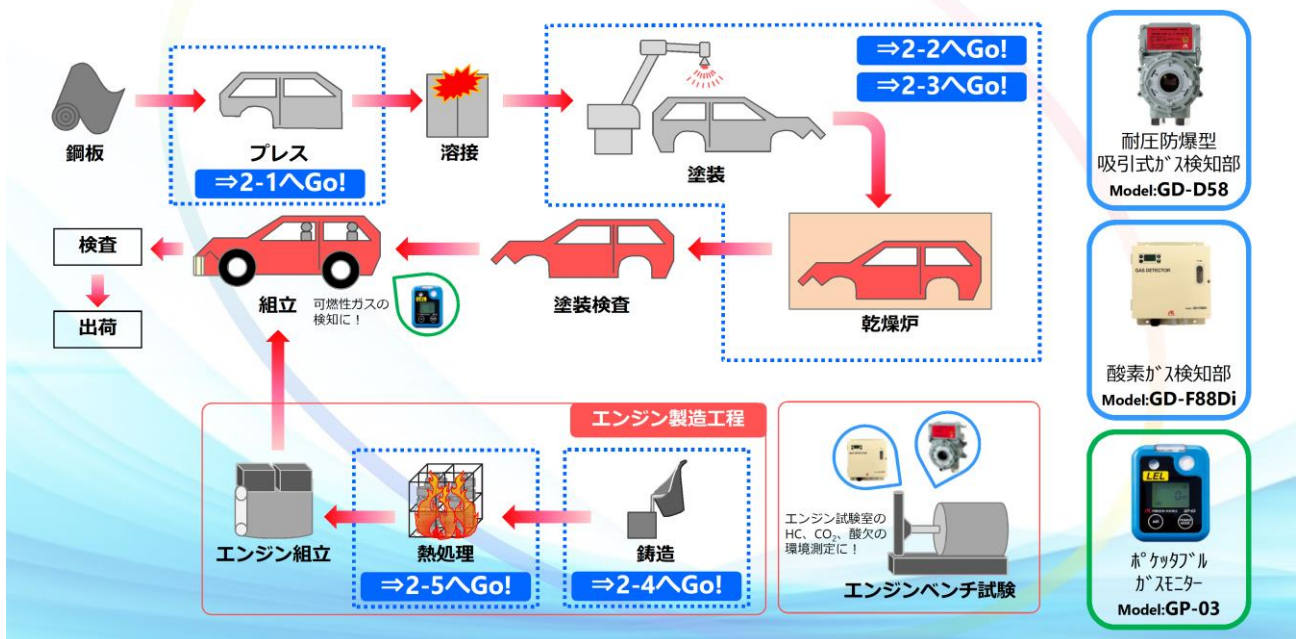 鋼板
プレス
⇒2-1へGo!
溶接
⇒2-2へGo!
⇒2-3へGo!
塗装
乾燥炉
塗装検査
組立
可燃性ガスの
検知に!
検査
出荷
エンジン製造工程
エンジン組立
熱処理
⇒2-5へGo!
鋳造
⇒2-4へGo!
エンジン試験室の
HC、CO₂、酸欠の
環境測定に!
エンジンベンチ試験
耐圧防爆型
吸引式ガス検知部
Model:GD-D58
GAS DETECTOR
酸素ガス検知部
Model:GD-F88Di
LEL
GP-03
ポケッタブル
ガスモニター
Model:GP-03